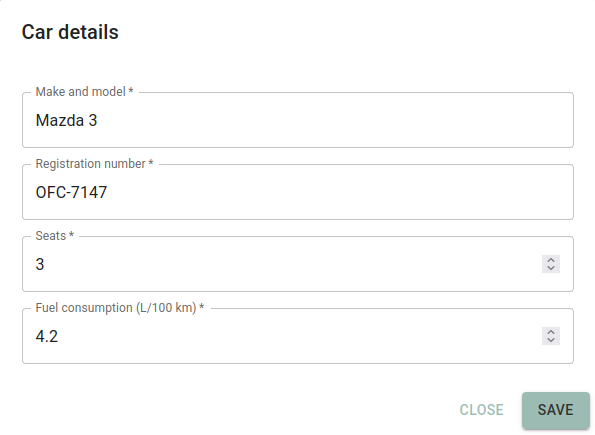 Car details
Make and model *
Mazda 3
Registration number *
OFC-7147
Seats *
3
Fuel consumption (L/100 km) *
4.2
CLOSE SAVE